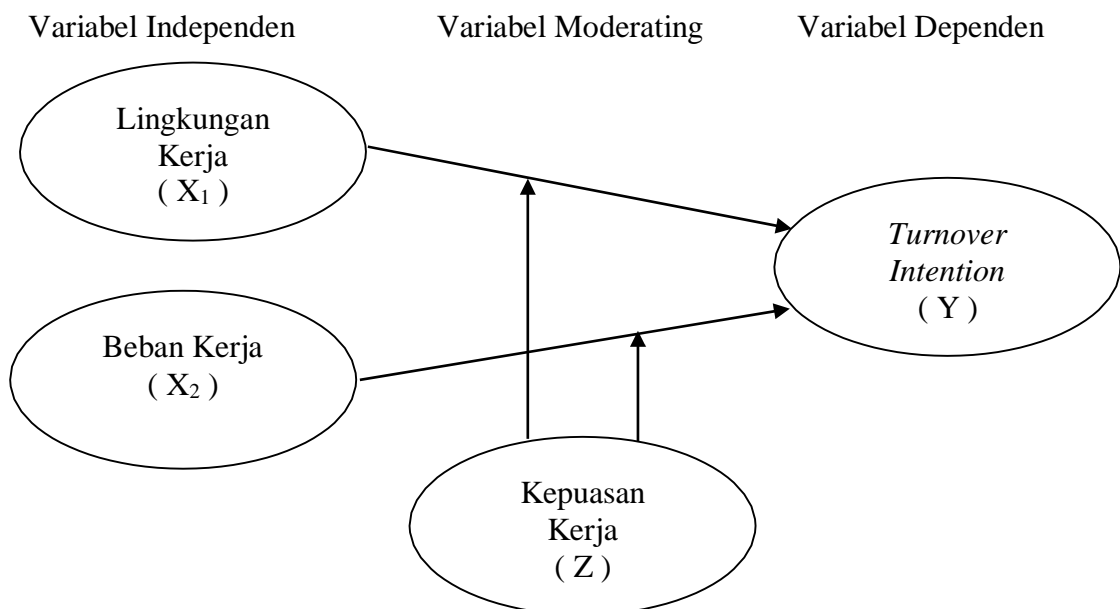 Variabel Independen
Variabel Moderating
Variabel Dependen
Lingkungan
Kerja
( X₁ )
Turnover
Intention
( Y )
Beban Kerja
( X₂ )
Kepuasan
Kerja
( Z )